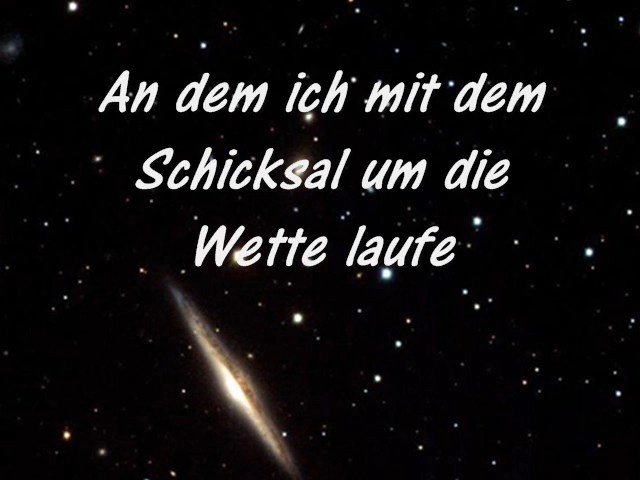 An dem ich mit dem
Schicksal um die
Wette laufe